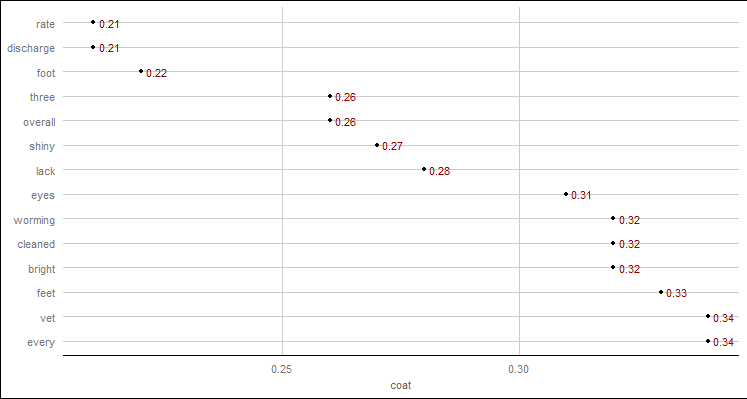 rate 0.21
discharge 0.21
foot 0.22
three 0.26
overall 0.26
shiny 0.27
lack 0.28
eyes 0.31
worming 0.32
cleaned 0.32
bright 0.32
feet 0.33
vet 0.34
every 0.34
0.25 0.30
coat